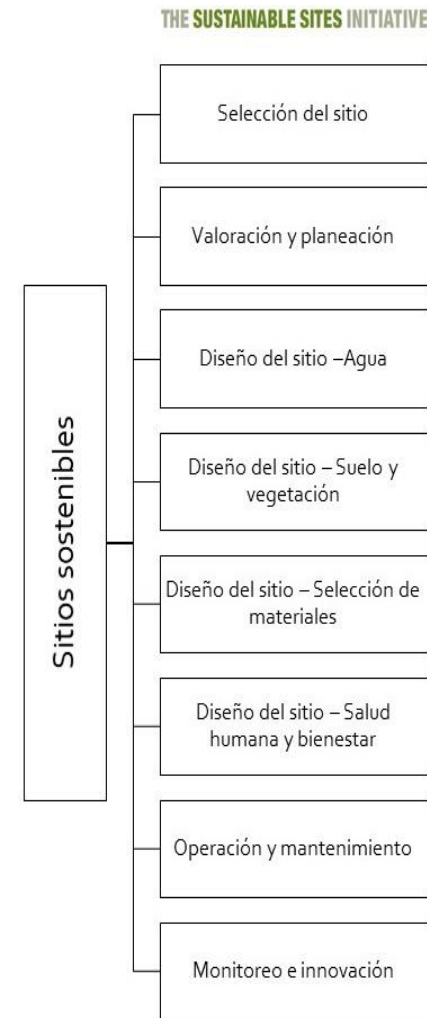 THE SUSTAINABLE SITES INITIATIVE
Sitios sostenibles
Selección del sitio
Valoración y planeación
Diseño del sitio –Agua
Diseño del sitio – Suelo y
vegetación
Diseño del sitio – Selección de
materiales
Diseño del sitio – Salud
humana y bienestar
Operación y mantenimiento
Monitoreo e innovación